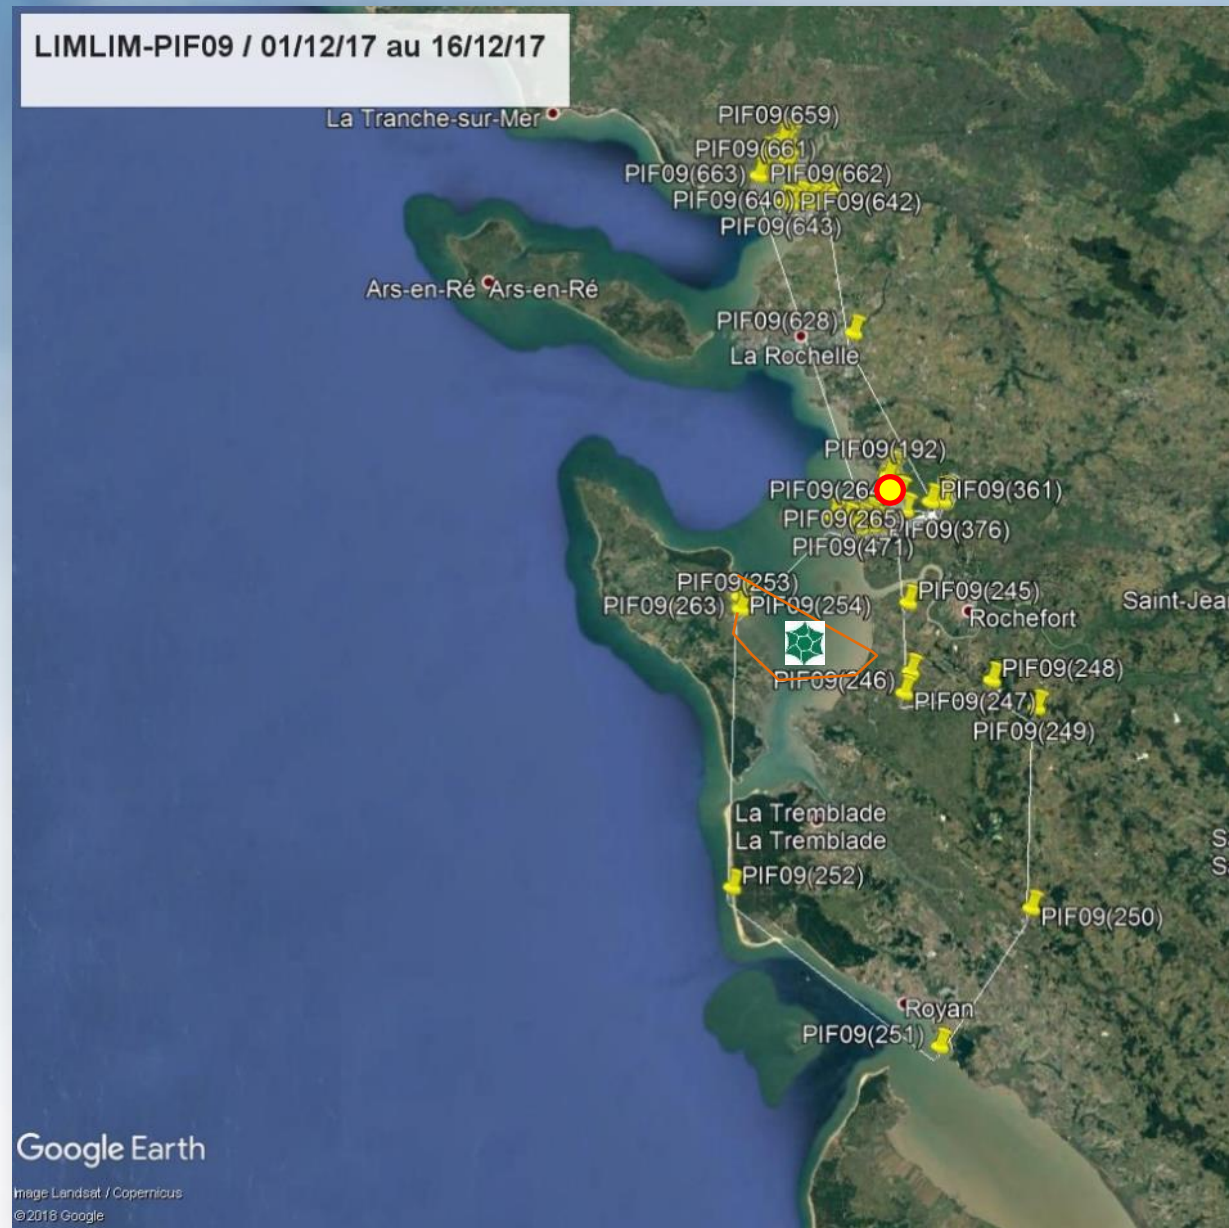 LIMLIM-PIF09 / 01/12/17 au 16/12/17
La Tranche-sur-Mer
PIF09(659)
PIF09(661)
PIF09(663) PIF09(662)
PIF09(640) PIF09(642)
PIF09(643)
Ars-en-Ré Ars-en-Ré
PIF09(628)
La Rochelle
PIF09(192)
PIF09(264 PIF09(361)
PIF09(265) PIF09(376)
PIF09(471)
PIF09(253)
PIF09(263) PIF09(254)
PIF09(245)
Saint-Jea
Rochefort
PIF09(248)
PIF09(246)
PIF09(247)
PIF09(249)
La Tremblade
La Tremblade
S
S
PIF09(252)
PIF09(250)
Royan
PIF09(251)
Google Earth
Image Landsat / Copernicus
©2018 Google